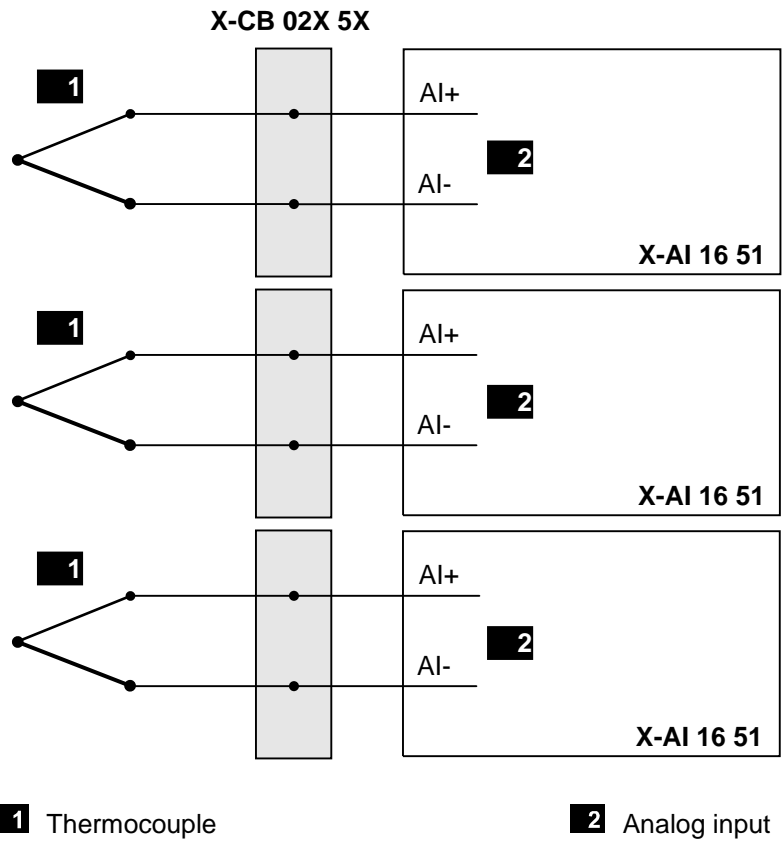 X-CB 02X 5X
1
AI+
2
AI-
X-AI 16 51
1
AI+
2
AI-
X-AI 16 51
1
AI+
2
AI-
X-AI 16 51
1 Thermocouple
2 Analog input